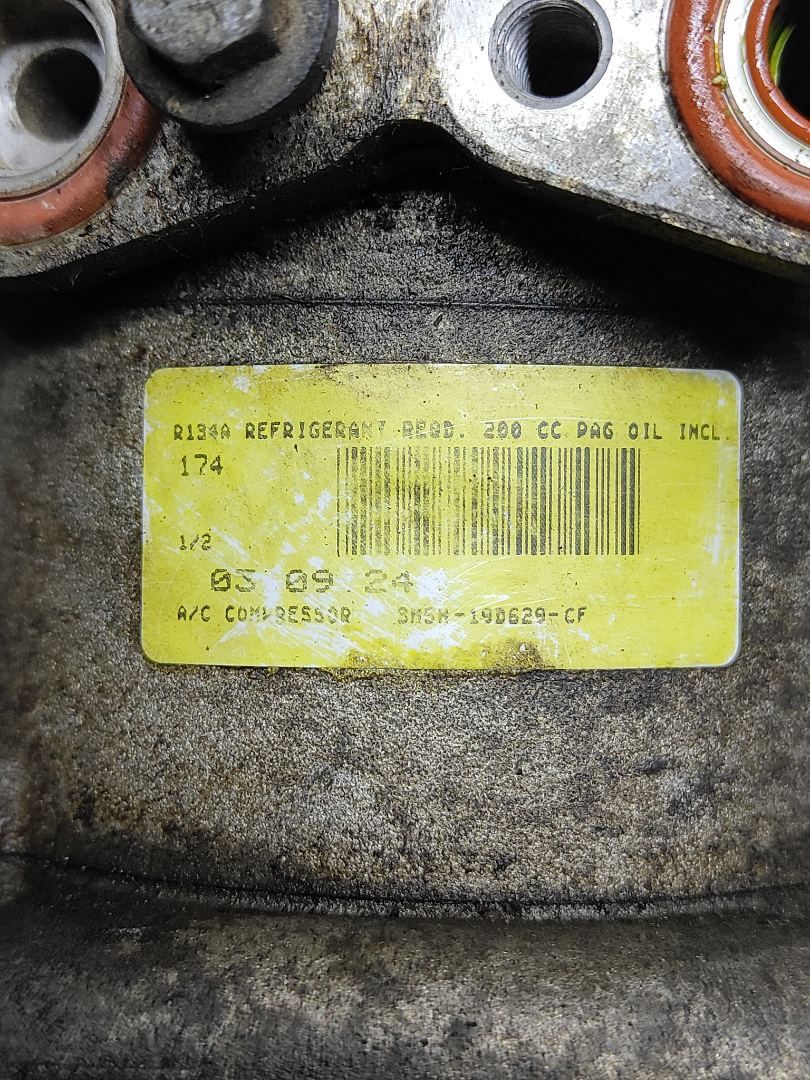 R134A REFRIGERANT REQD. 200 CC PAG OIL INCL.
174
1/2
03 09 24
A/C COMPRESSOR 3M5H-19D629-CF